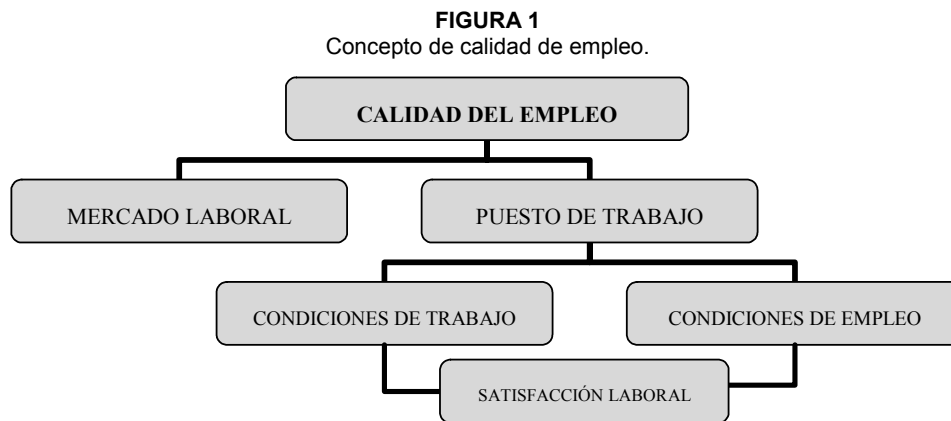 FIGURA 1
Concepto de calidad de empleo.
CALIDAD DEL EMPLEO
MERCADO LABORAL
PUESTO DE TRABAJO
CONDICIONES DE TRABAJO
CONDICIONES DE EMPLEO
SATISFACCIÓN LABORAL